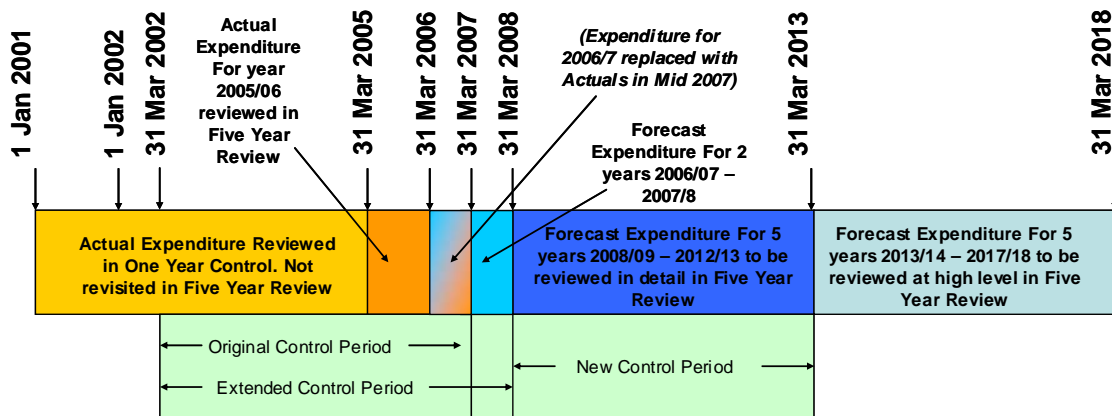 1 Jan 2001
1 Jan 2002
31 Mar 2002
Actual
Expenditure
For year
2005/06
reviewed in
Five Year
Review
31 Mar 2005
31 Mar 2006
31 Mar 2007
31 Mar 2008
(Expenditure for
2006/7 replaced with
Actuals in Mid 2007)
Forecast
Expenditure For 2
years 2006/07 –
2007/8
31 Mar 2013
31 Mar 2018
Actual Expenditure Reviewed
in One Year Control. Not
revisited in Five Year Review
Forecast Expenditure For 5
years 2008/09 – 2012/13 to be
reviewed in detail in Five Year
Review
Forecast Expenditure For 5
years 2013/14 – 2017/18 to be
reviewed at high level in Five
Year Review
Original Control Period
Extended Control Period
New Control Period